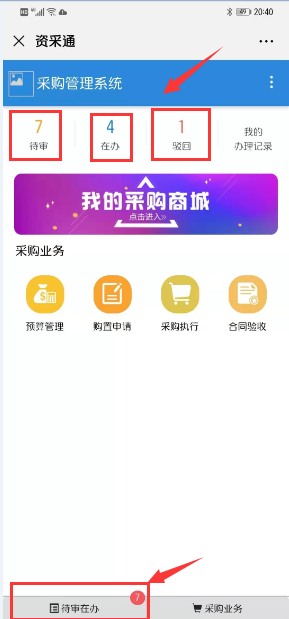 20:40
资采通
采购管理系统
7 4 1 我的
待审 在办 驳回 办理记录
我的采购商城
点击进入》
采购业务
预算管理 购置申请 采购执行 合同验收
7
待审在办 采购业务